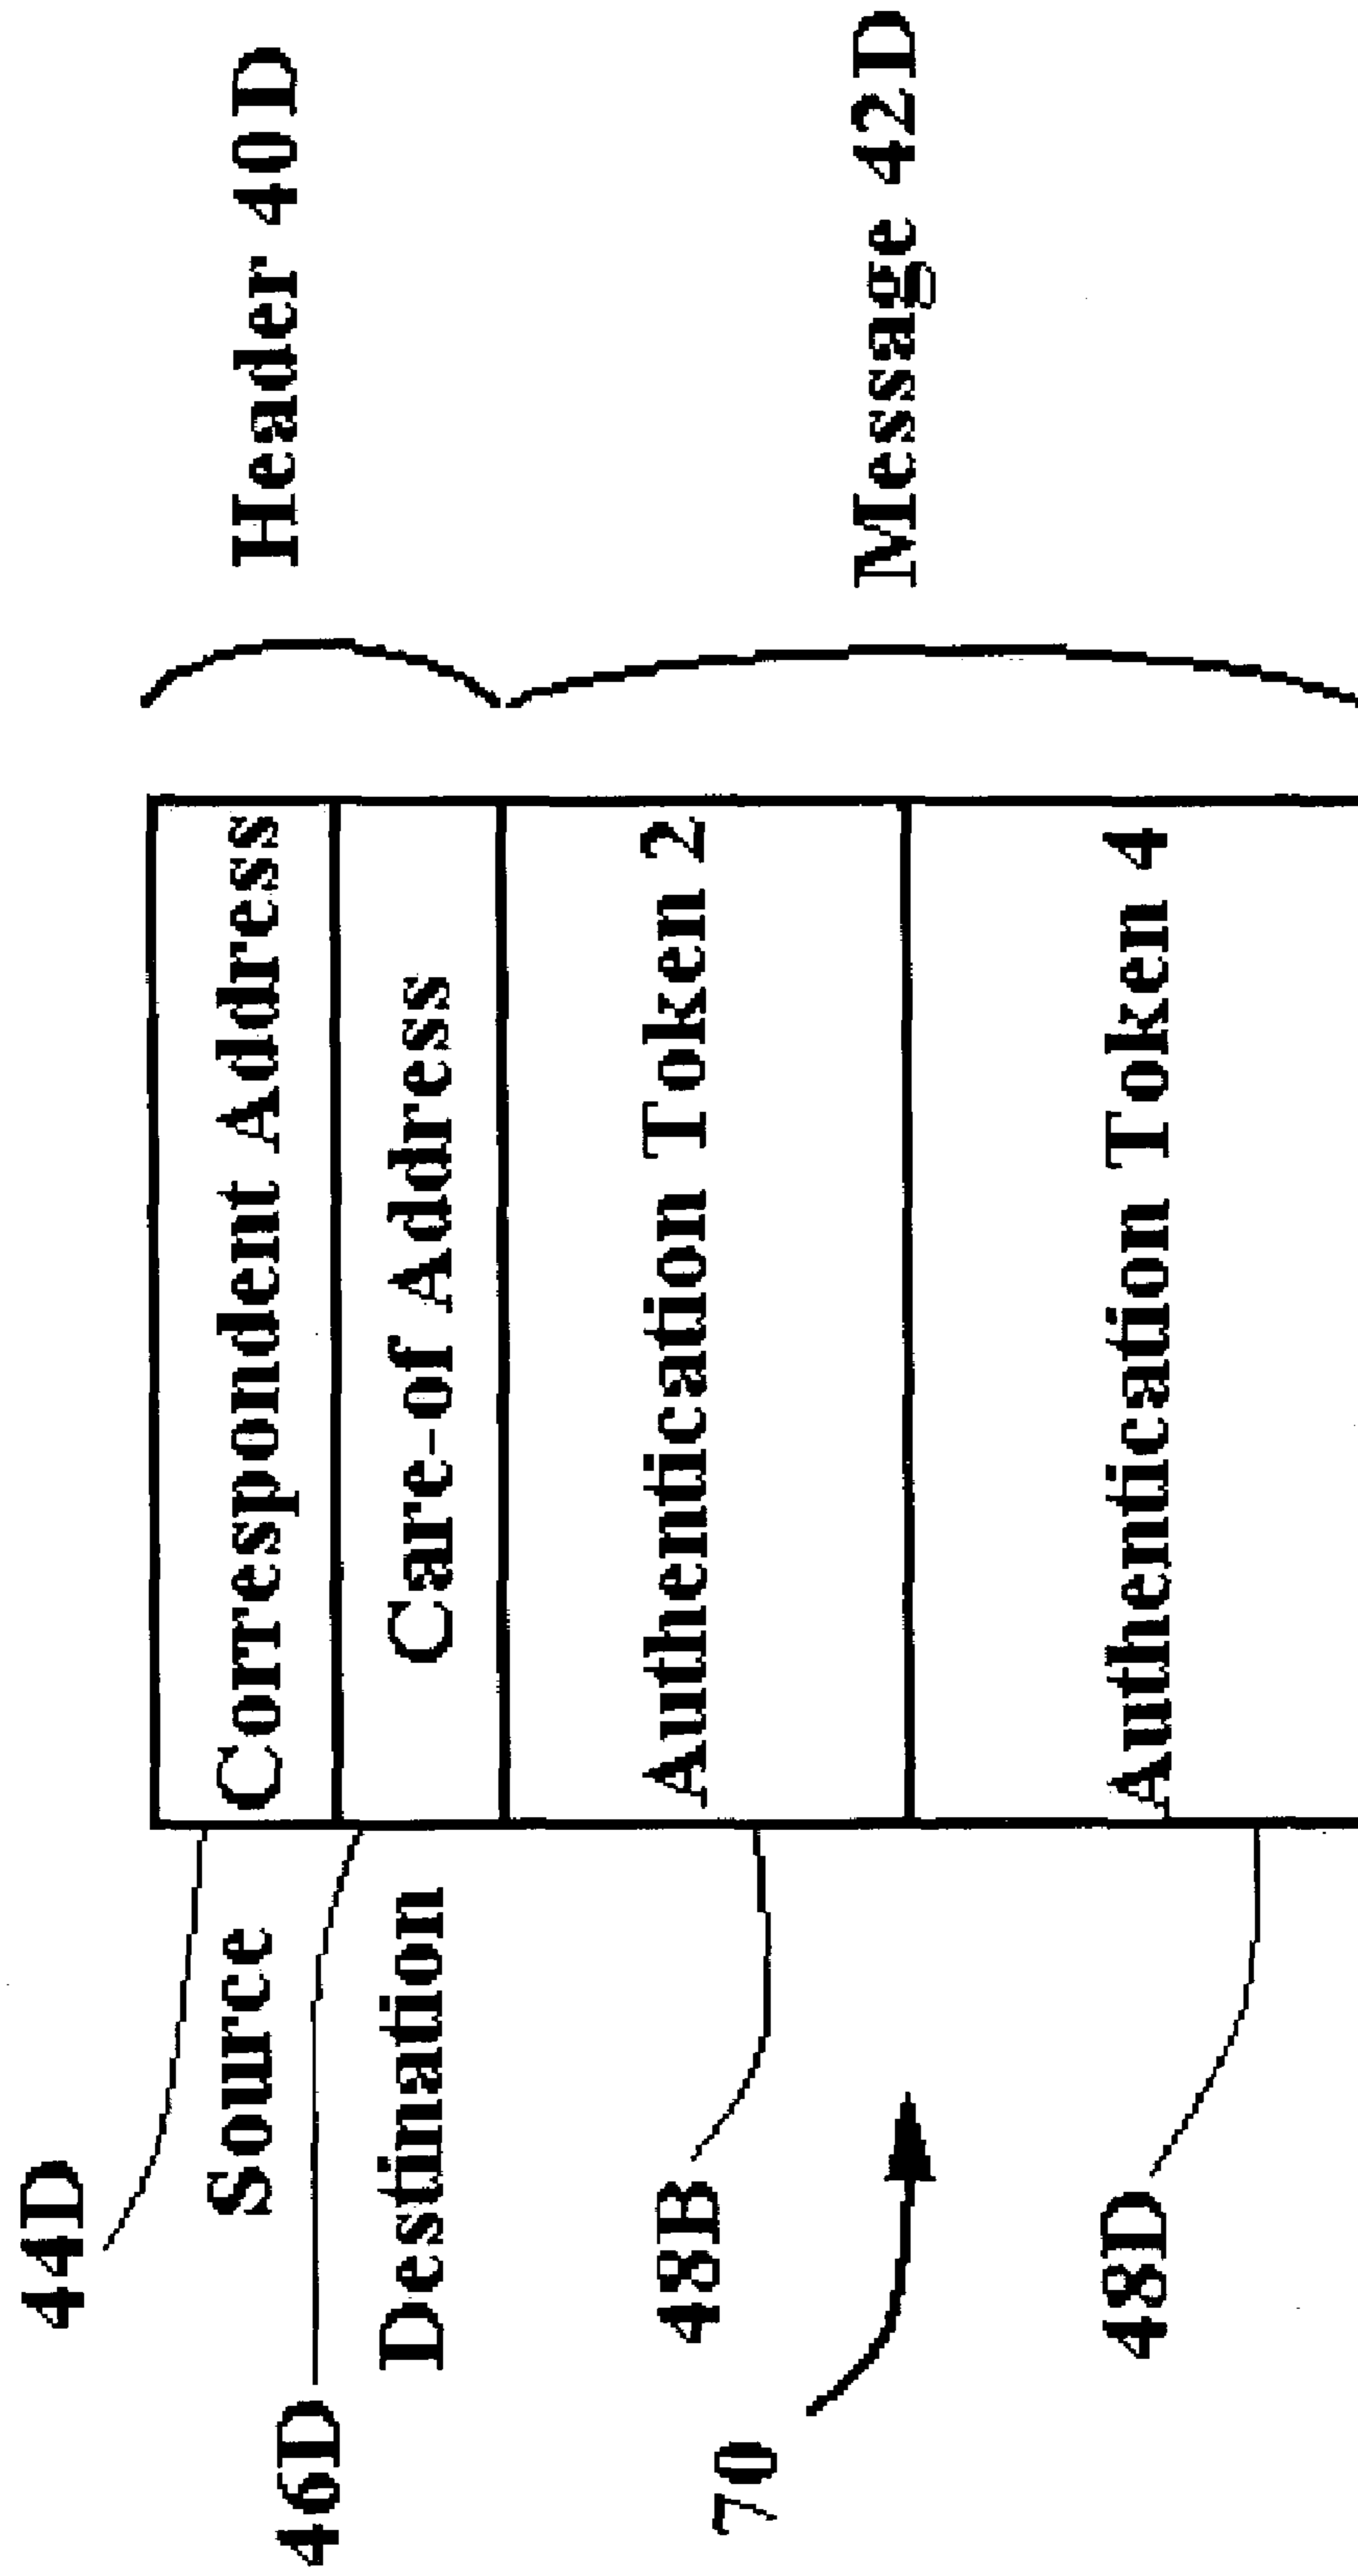 44D
Source
Correspondent Address
Header 40D
46D
Destination
Care-of Address
48B
Authentication Token 2
Message 42D
70
48D
Authentication Token 4